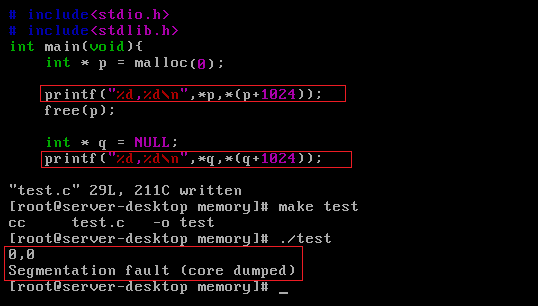 # include<stdio.h>
# include<stdlib.h>
int main(void){
    int * p = malloc(0);
    printf("%d,%d\n",*p,*(p+1024));
    free(p);
    int * q = NULL;
    printf("%d,%d\n",*q,*(q+1024));
"test.c" 29L, 211C written
[root@server-desktop memory]# make test
cc     test.c   -o test
[root@server-desktop memory]# ./test
0,0
Segmentation fault (core dumped)
[root@server-desktop memory]# _